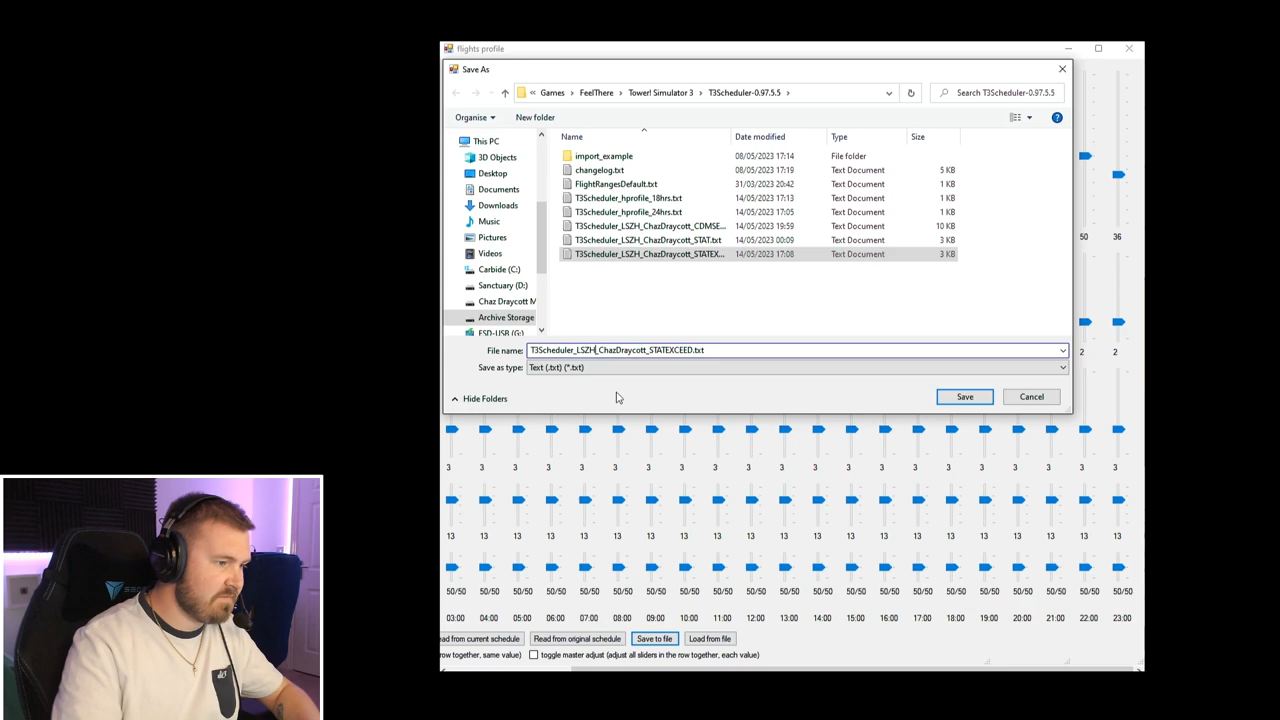 flights profile
Save As
« Games > FeelThere > Tower! Simulator 3 > T3Scheduler-0.97.5.5 >
Search T3Scheduler-0.97.5.5
Organise New folder
Name Date modified Type Size
This PC
3D Objects
Desktop
Documents
Downloads
Music
Pictures
Videos
Carbide (C:)
Sanctuary (D:)
Chaz Draycott M
Archive Storage
ESD-USB (G:)
import_example 08/05/2023 17:14 File folder
changelog.txt 08/05/2023 17:19 Text Document 5 KB
FlightRangesDefault.txt 31/03/2023 20:42 Text Document 1 KB
T3Scheduler_hprofile_18hrs.txt 14/05/2023 17:13 Text Document 1 KB
T3Scheduler_hprofile_24hrs.txt 14/05/2023 17:05 Text Document 1 KB
T3Scheduler_LSZH_ChazDraycott_CDMSE... 14/05/2023 19:59 Text Document 10 KB
T3Scheduler_LSZH_ChazDraycott_STAT.txt 14/05/2023 00:09 Text Document 3 KB
T3Scheduler_LSZH_ChazDraycott_STATEX... 14/05/2023 17:08 Text Document 3 KB
File name: T3Scheduler_LSZH_ChazDraycott_STATEXCEED.txt
Save as type: Text (.txt) (*.txt)
Hide Folders
Save Cancel
50 36
2 2
3 3 3 3 3 3 3 3 3 3 3 3 3 3 3 3 3 3 3 3 3
13 13 13 13 13 13 13 13 13 13 13 13 13 13 13 13 13 13 13 13 13
50/50 50/50 50/50 50/50 50/50 50/50 50/50 50/50 50/50 50/50 50/50 50/50 50/50 50/50 50/50 50/50 50/50 50/50 50/50 50/50 50/50
03:00 04:00 05:00 06:00 07:00 08:00 09:00 10:00 11:00 12:00 13:00 14:00 15:00 16:00 17:00 18:00 19:00 20:00 21:00 22:00 23:00
ead from current schedule Read from original schedule Save to file Load from file
row together, same value) toggle master adjust (adjust all sliders in the row together, each value)